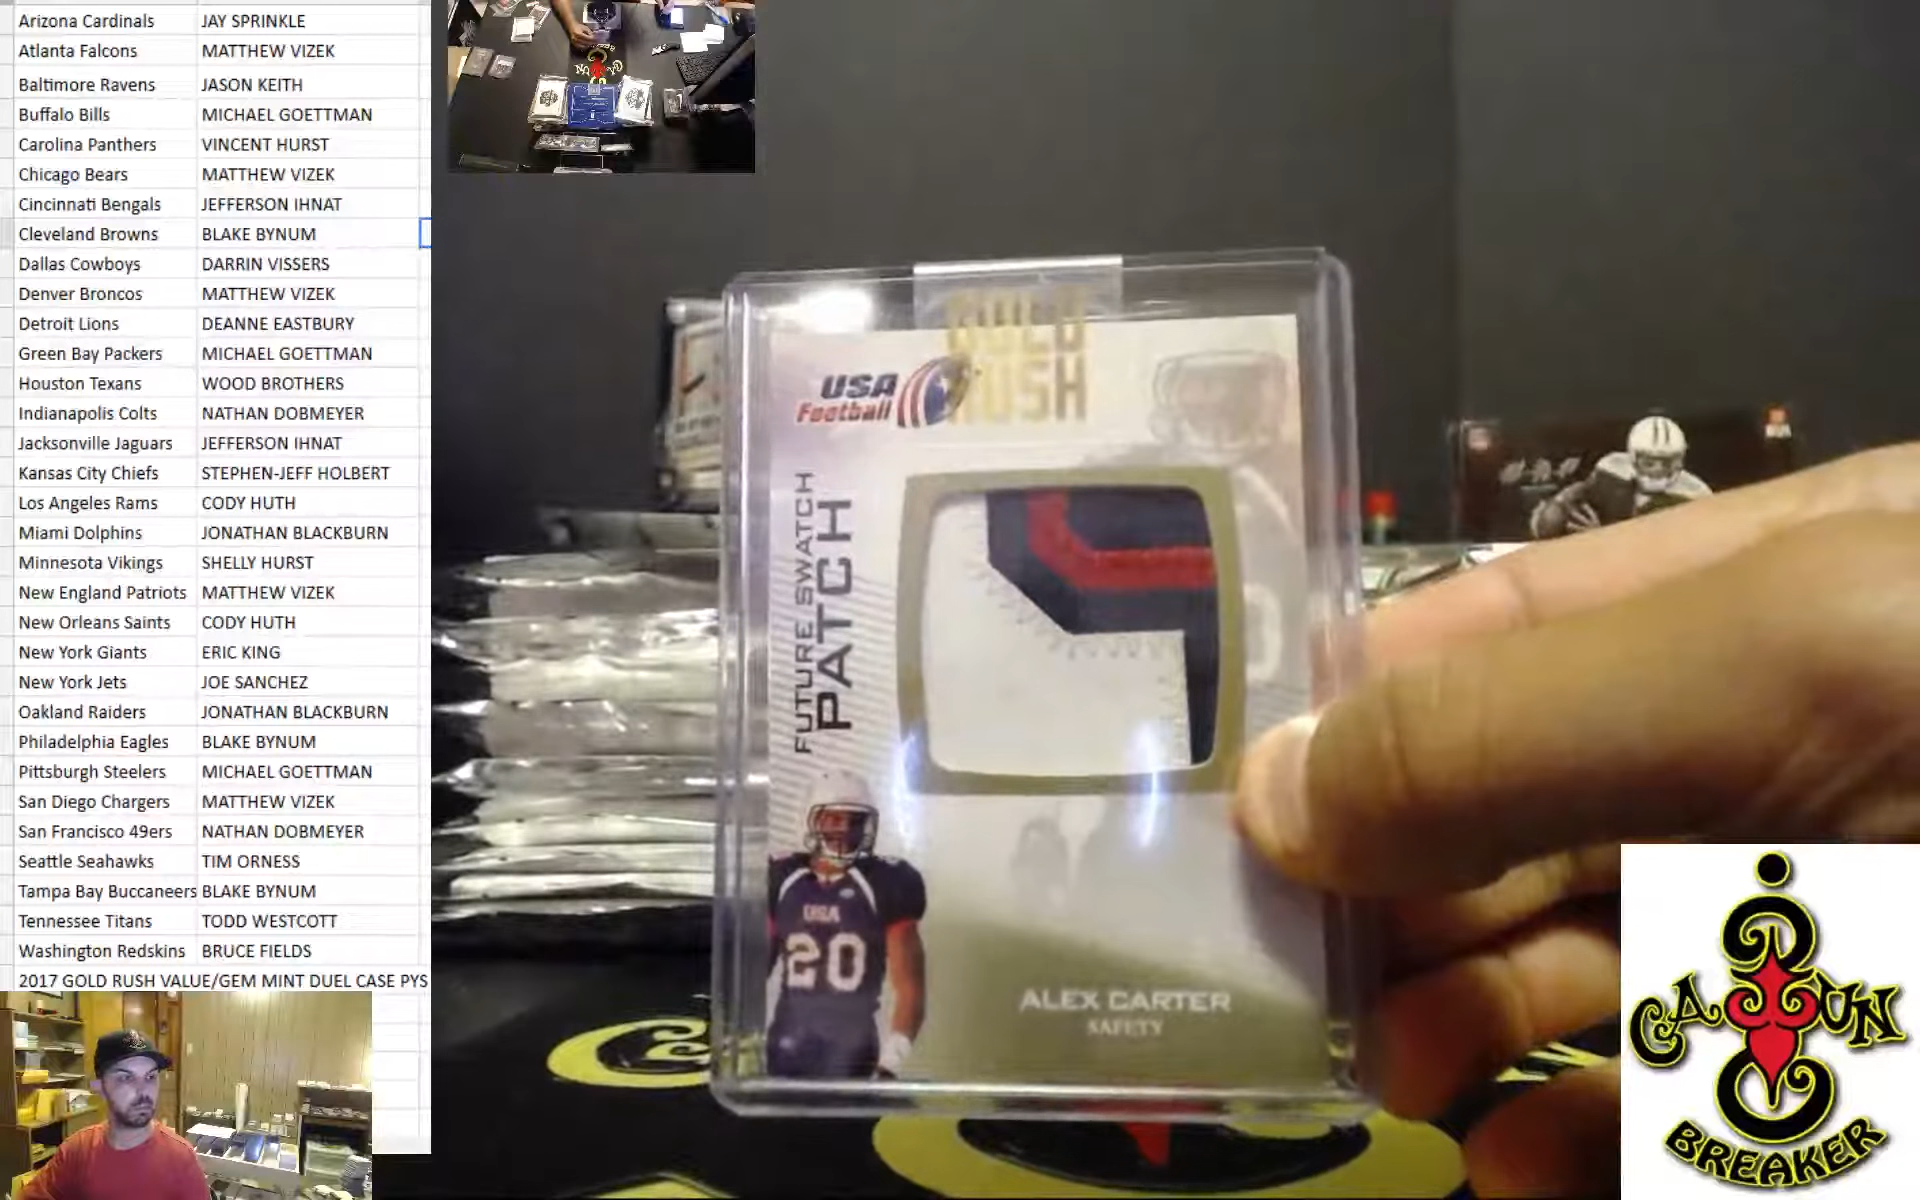 Arizona Cardinals JAY SPRINKLE
Atlanta Falcons MATTHEW VIZEK
Baltimore Ravens JASON KEITH
Buffalo Bills MICHAEL GOETTMAN
Carolina Panthers VINCENT HURST
Chicago Bears MATTHEW VIZEK
Cincinnati Bengals JEFFERSON IHNAT
Cleveland Browns BLAKE BYNUM
Dallas Cowboys DARRIN VISSERS
Denver Broncos MATTHEW VIZEK
Detroit Lions DEANNE EASTBURY
Green Bay Packers MICHAEL GOETTMAN
Houston Texans WOOD BROTHERS
Indianapolis Colts NATHAN DOBMEYER
Jacksonville Jaguars JEFFERSON IHNAT
Kansas City Chiefs STEPHEN-JEFF HOLBERT
Los Angeles Rams CODY HUTH
Miami Dolphins JONATHAN BLACKBURN
Minnesota Vikings SHELLY HURST
New England Patriots MATTHEW VIZEK
New Orleans Saints CODY HUTH
New York Giants ERIC KING
New York Jets JOE SANCHEZ
Oakland Raiders JONATHAN BLACKBURN
Philadelphia Eagles BLAKE BYNUM
Pittsburgh Steelers MICHAEL GOETTMAN
San Diego Chargers MATTHEW VIZEK
San Francisco 49ers NATHAN DOBMEYER
Seattle Seahawks TIM ORNESS
Tampa Bay Buccaneers BLAKE BYNUM
Tennessee Titans TODD WESTCOTT
Washington Redskins BRUCE FIELDS
2017 GOLD RUSH VALUE/GEM MINT DUEL CASE PYS
GOLD
RUSH
USA
Football
FUTURE SWATCH
PATCH
USA
20
ALEX CARTER
SAFETY
CAJUN
BREAKER